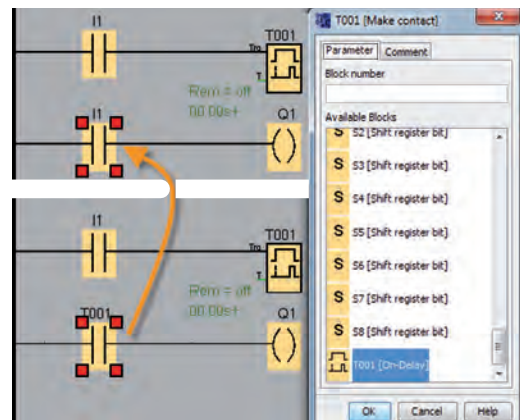 I1
T001
Trg
T
Rem = off
00:00s+
I1
Q1
I1
T001
Trg
T
Rem = off
00:00s+
T001
Q1
T001 [Make contact]
Parameter
Comment
Block number
Available Blocks
S S2 [Shift register bit]
S S3 [Shift register bit]
S S4 [Shift register bit]
S S5 [Shift register bit]
S S6 [Shift register bit]
S S7 [Shift register bit]
S S8 [Shift register bit]
T001 [On-Delay]
OK
Cancel
Help